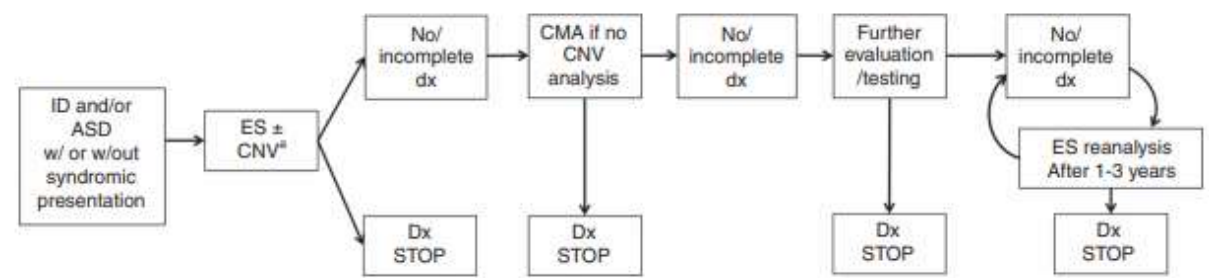 ID and/or
ASD
w/ or w/out
syndromic
presentation
ES ±
CNVª
No/
incomplete
dx
CMA if no
CNV
analysis
No/
incomplete
dx
Further
evaluation
/testing
No/
incomplete
dx
ES reanalysis
After 1-3 years
Dx
STOP
Dx
STOP
Dx
STOP
Dx
STOP